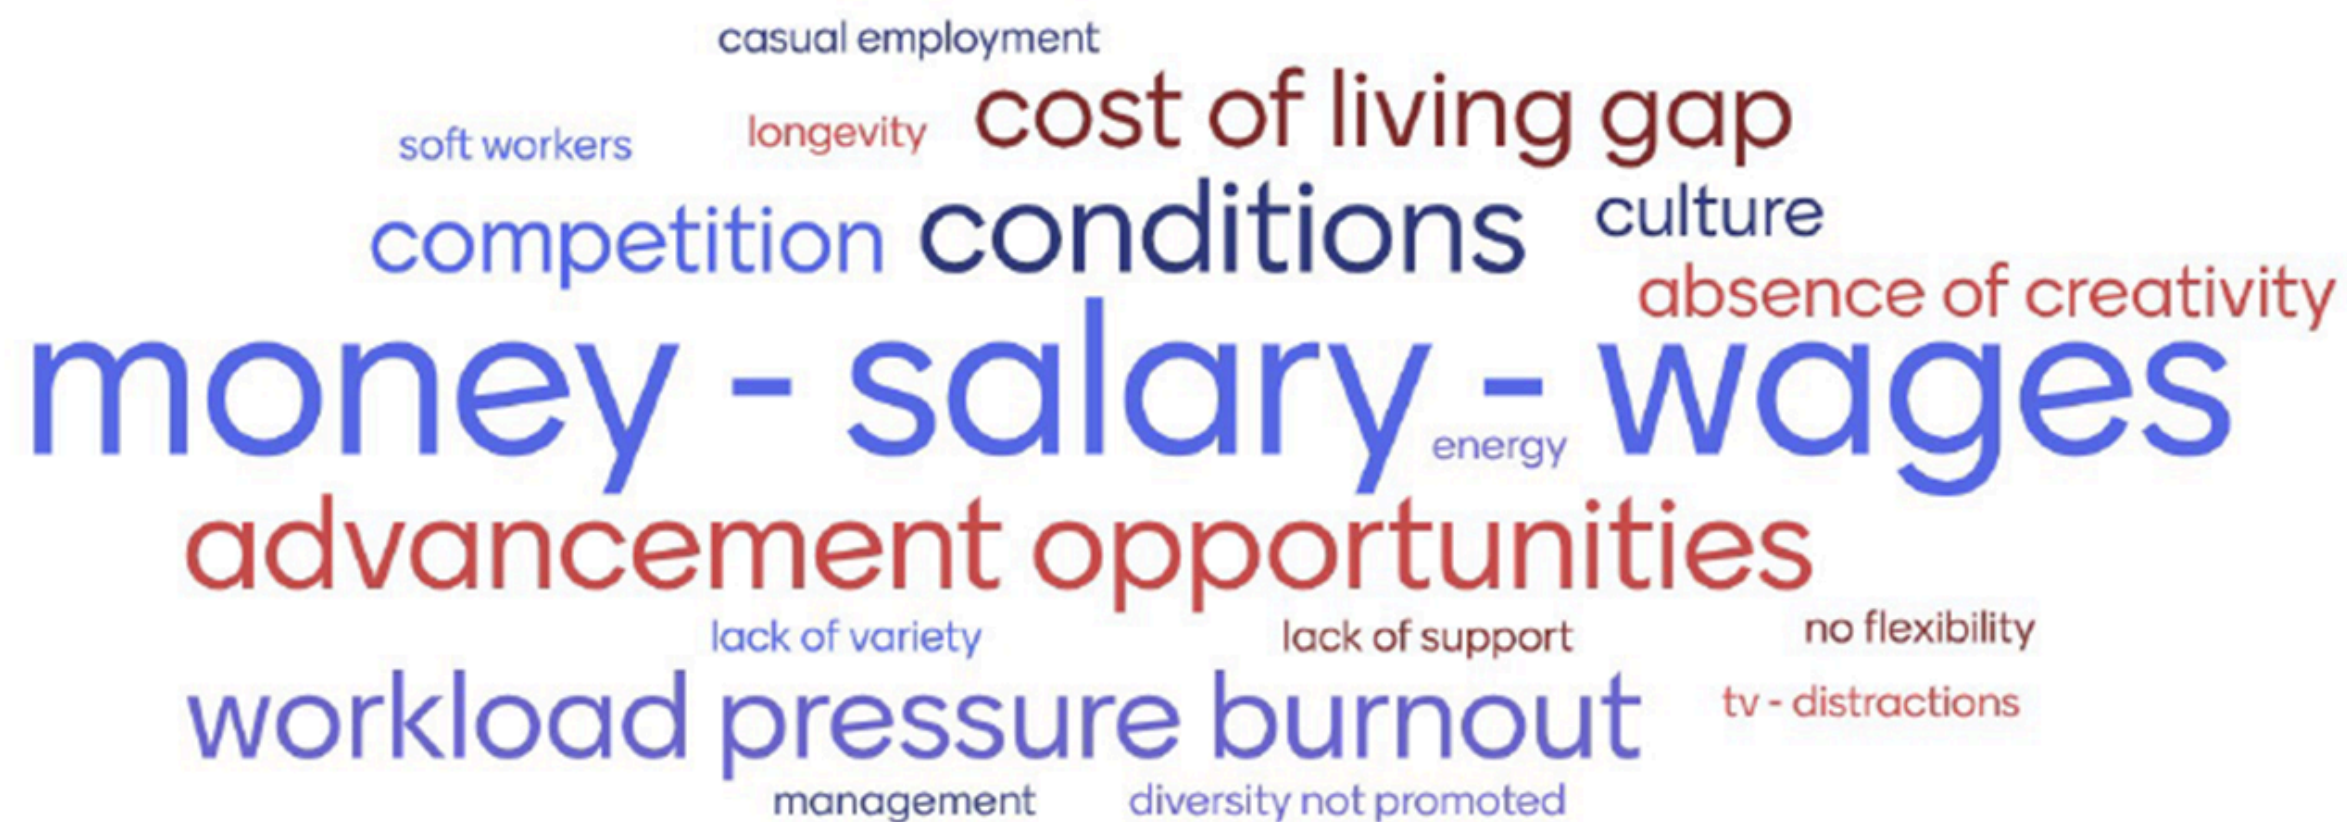 casual employment
cost of living gap
soft workers
longevity
competition
conditions
culture
absence of creativity
money - salary - wages
energy
advancement opportunities
lack of variety
lack of support
no flexibility
workload pressure burnout
tv - distractions
management
diversity not promoted